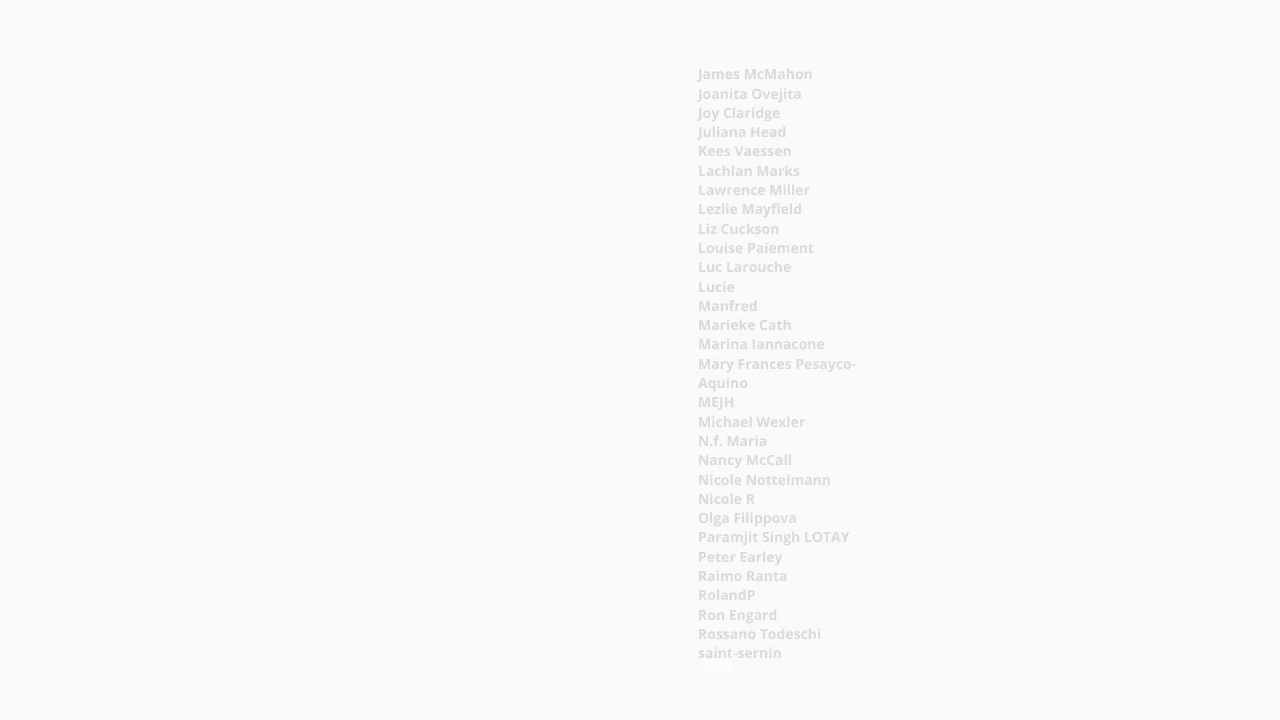 James McMahon
Joanita Ovejita
Joy Claridge
Juliana Head
Kees Vaessen
Lachlan Marks
Lawrence Miller
Lezlie Mayfield
Liz Cuckson
Louise Paiement
Luc Larouche
Lucie
Manfred
Marieke Cath
Marina Iannacone
Mary Frances Pesayco-
Aquino
MEJH
Michael Wexler
N.f. Maria
Nancy McCall
Nicole Nottelmann
Nicole R
Olga Filippova
Paramjit Singh LOTAY
Peter Earley
Raimo Ranta
RolandP
Ron Engard
Rossano Todeschi
saint-sernin